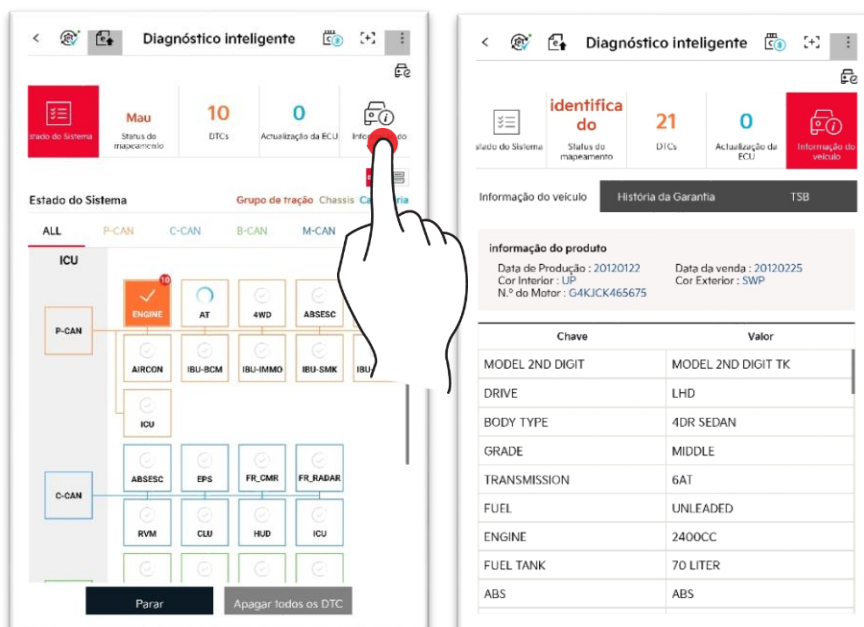 Diagnóstico inteligente
Mau
Status do
mapeamento
10
DTCs
0
Actualização da ECU
Estado do Sistema
Grupo de tração Chassis
ALL P-CAN C-CAN B-CAN M-CAN
ICU
P-CAN
10
ENGINE AT 4WD ABSESC
AIRCON IBU-BCM IBU-IMMO IBU-SMK
ICU
C-CAN
ABSESC EPS FR_CMR FR_RADAR
RVM CLU HUD ICU
Parar Apagar todos os DTC
Diagnóstico inteligente
identifica
do
Status do
mapeamento
21
DTCs
0
Actualização da
ECU
Informação do
veículo
Informação do veículo História da Garantia TSB
informação do produto
Data de Produção : 20120122 Data da venda : 20120225
Cor Interior : UP Cor Exterior : SWP
N.º do Motor : G4KJCK465675
Chave Valor
MODEL 2ND DIGIT MODEL 2ND DIGIT TK
DRIVE LHD
BODY TYPE 4DR SEDAN
GRADE MIDDLE
TRANSMISSION 6AT
FUEL UNLEADED
ENGINE 2400CC
FUEL TANK 70 LITER
ABS ABS